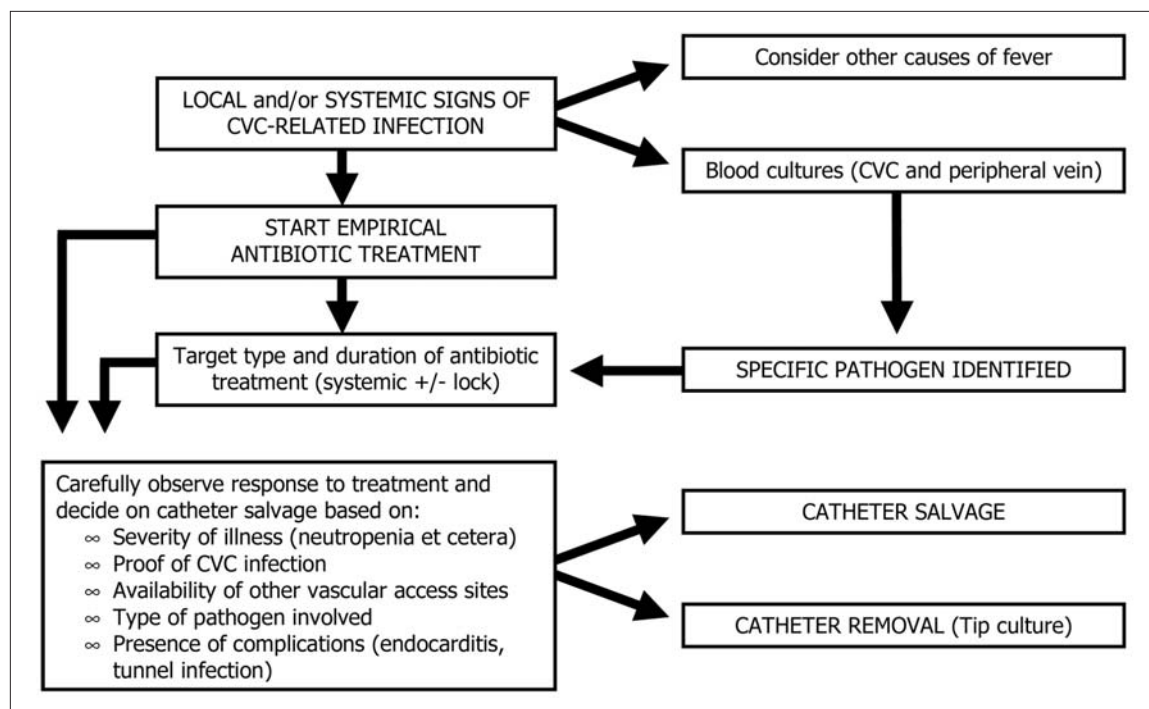 Consider other causes of fever
LOCAL and/or SYSTEMIC SIGNS OF
CVC-RELATED INFECTION
Blood cultures (CVC and peripheral vein)
START EMPIRICAL
ANTIBIOTIC TREATMENT
Target type and duration of antibiotic
treatment (systemic +/- lock)
SPECIFIC PATHOGEN IDENTIFIED
Carefully observe response to treatment and
decide on catheter salvage based on:
∞ Severity of illness (neutropenia et cetera)
∞ Proof of CVC infection
∞ Availability of other vascular access sites
∞ Type of pathogen involved
∞ Presence of complications (endocarditis,
tunnel infection)
CATHETER SALVAGE
CATHETER REMOVAL (Tip culture)